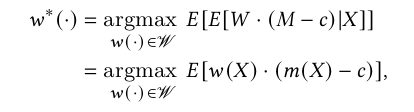 w*(·) = argmax E[E[W · (M − c)|X]]
w(·)∈𝒲
= argmax E[w(X) · (m(X) − c)],
w(·)∈𝒲